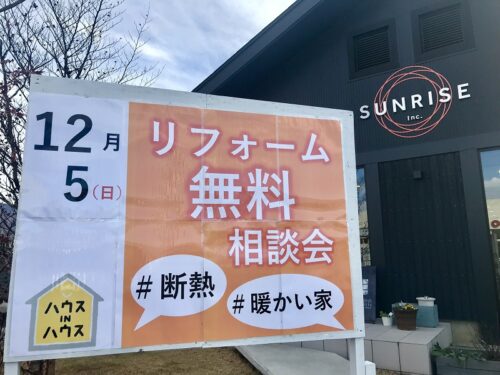 SUNRISE
Inc.
12月
5(日)
リフォーム
無料
相談会
#断熱
#暖かい家
ハウス
IN
ハウス